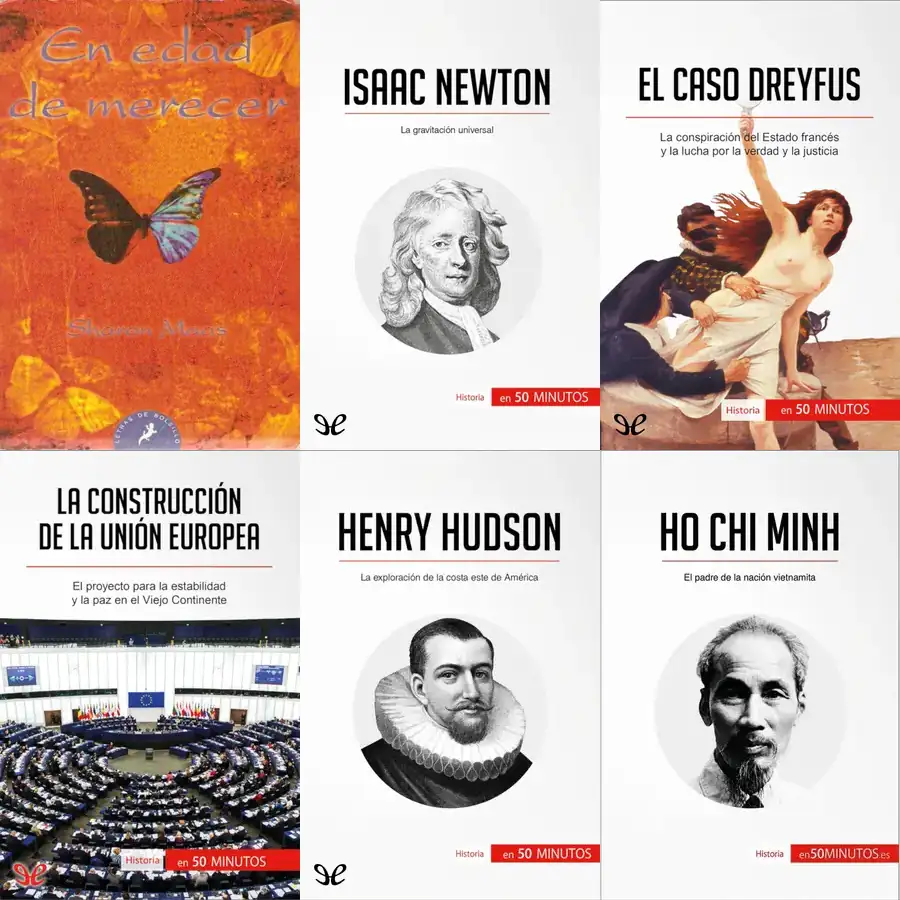 En edad
de merecer
Sharon Maas
LETRAS DE BOLSILLO
ISAAC NEWTON
La gravitación universal
Historia
en 50 MINUTOS
EL CASO DREYFUS
La conspiración del Estado francés
y la lucha por la verdad y la justicia
Historia
en 50 MINUTOS
LA CONSTRUCCIÓN
DE LA UNIÓN EUROPEA
El proyecto para la estabilidad
y la paz en el Viejo Continente
Historia
en 50 MINUTOS
HENRY HUDSON
La exploración de la costa este de América
Historia
en 50 MINUTOS
HO CHI MINH
El padre de la nación vietnamita
Historia
en50MINUTOS.es